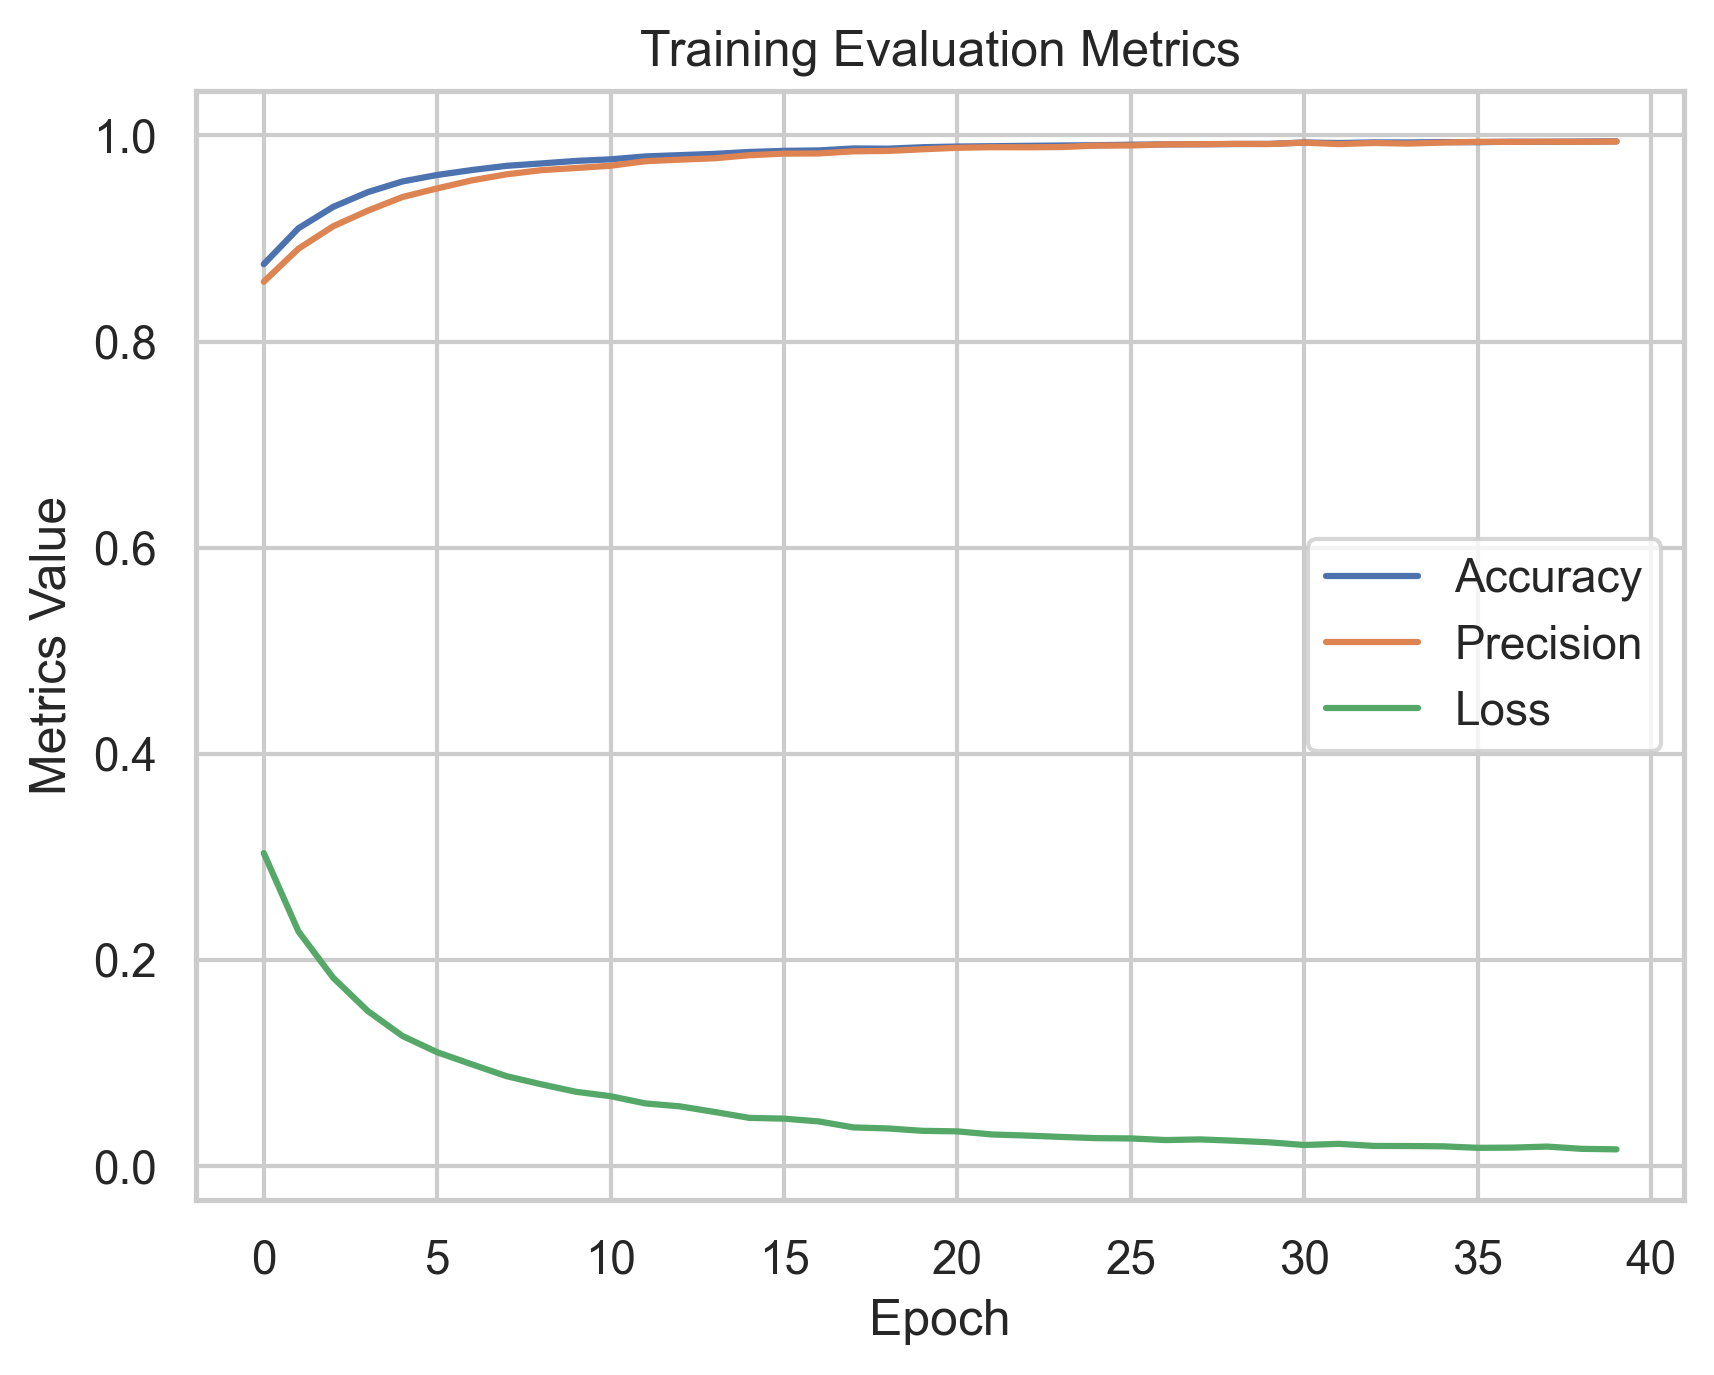 Training Evaluation Metrics
1.0
0.8
0.6
0.4
0.2
0.0
Metrics Value
Accuracy
Precision
Loss
0 5 10 15 20 25 30 35 40
Epoch